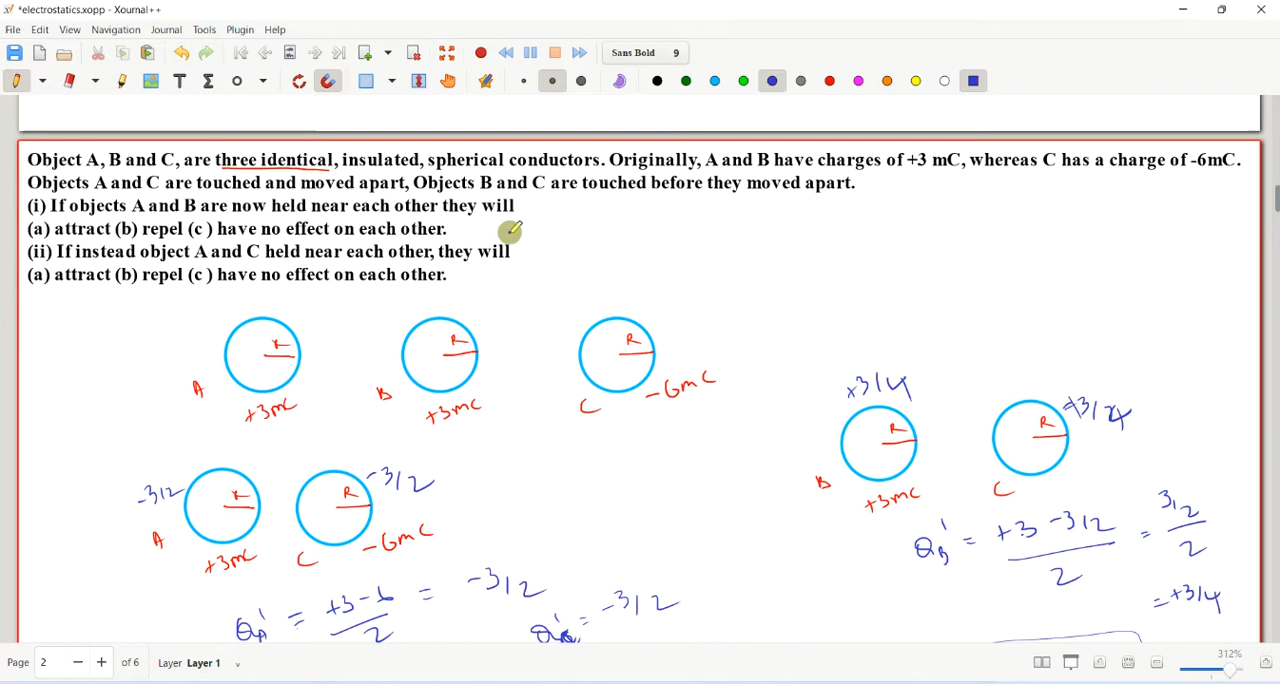 *electrostatics.xopp - Xournal++
File Edit View Navigation Journal Tools Plugin Help
Sans Bold 9
Object A, B and C, are three identical, insulated, spherical conductors. Originally, A and B have charges of +3 mC, whereas C has a charge of -6mC.
Objects A and C are touched and moved apart, Objects B and C are touched before they moved apart.
(i) If objects A and B are now held near each other they will
(a) attract (b) repel (c ) have no effect on each other.
(ii) If instead object A and C held near each other, they will
(a) attract (b) repel (c ) have no effect on each other.
R R
A +3mC B +3mC C -6mC
+3/4 +3/4
R R
B +3mC C
-3/2 R R -3/2
A +3mC C -6mC
Q'B = +3 -3/2 / 2 = 3/2 / 2
= +3/4
Q'A = +3-6 / 2 = -3/2
= -3/2
Page 2 of 6 Layer Layer 1 312%